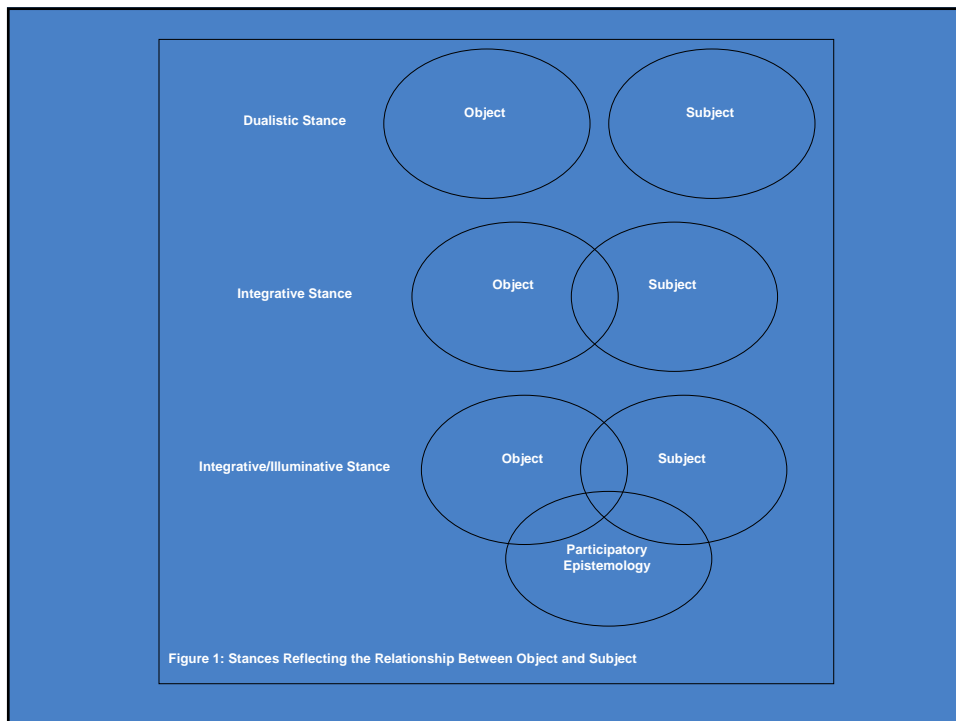 Object
Subject
Dualistic Stance
Object
Subject
Integrative Stance
Object
Subject
Integrative/Illuminative Stance
Participatory
Epistemology
Figure 1: Stances Reflecting the Relationship Between Object and Subject